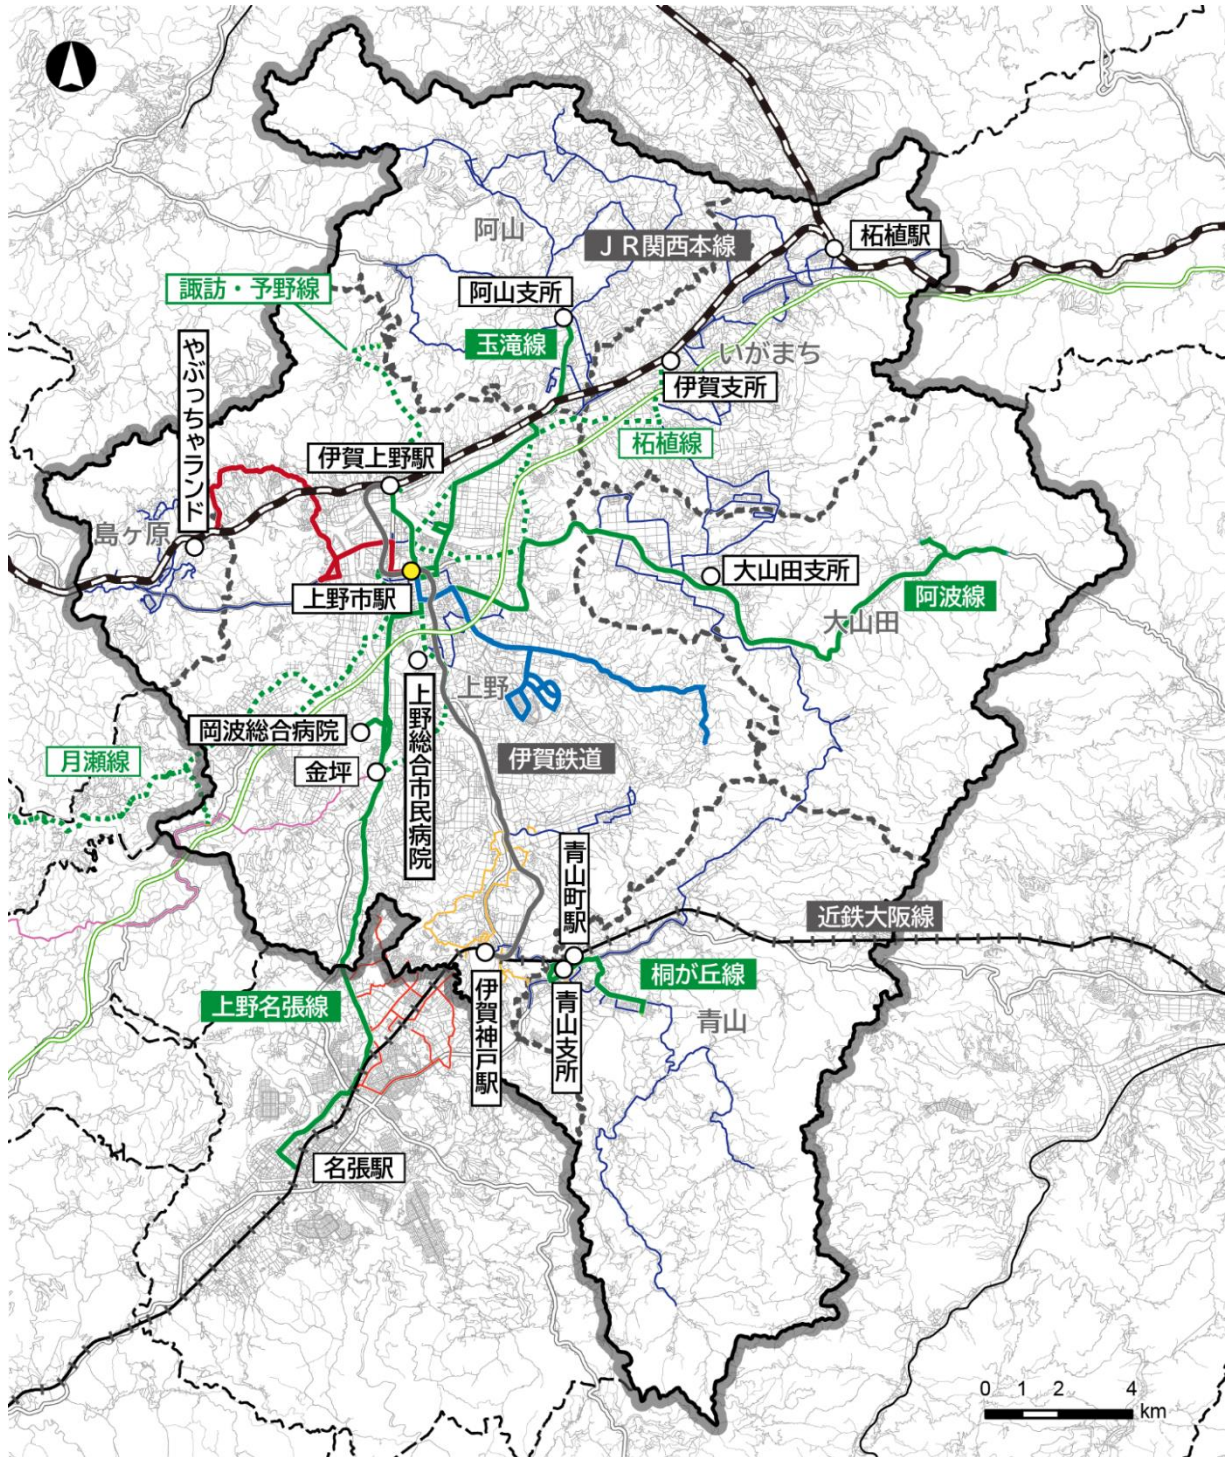 柘植駅
阿山
ＪＲ関西本線
諏訪・予野線
阿山支所
玉滝線
やぶっちゃランド
いがまち
伊賀支所
柘植線
伊賀上野駅
島ヶ原
大山田支所
阿波線
上野市駅
大山田
上野
上野総合市民病院
岡波総合病院
伊賀鉄道
月瀬線
金坪
青山町駅
近鉄大阪線
上野名張線
伊賀神戸駅
青山支所
桐が丘線
青山
名張駅
0 1 2 4
km